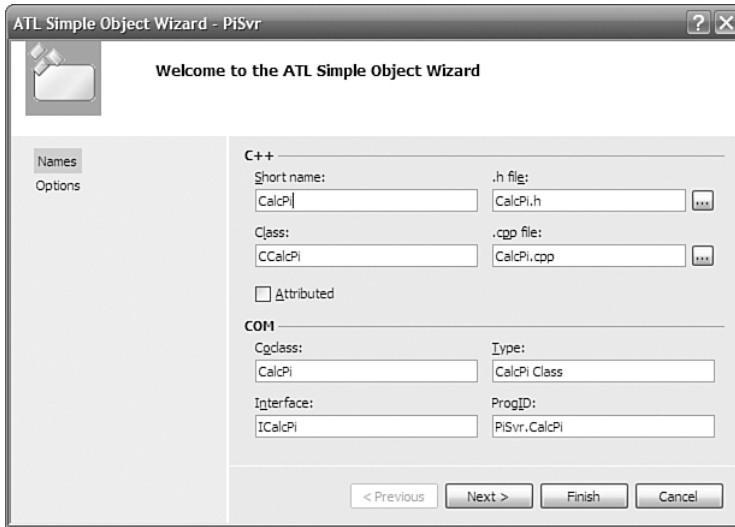 ATL Simple Object Wizard - PiSvr
Welcome to the ATL Simple Object Wizard
Names
Options
C++
Short name:
.h file:
CalcPi
CalcPi.h
...
Class:
.cpp file:
CCalcPi
CalcPi.cpp
...
Attributed
COM
Coclass:
Type:
CalcPi
CalcPi Class
Interface:
ProgID:
ICalcPi
PiSvr.CalcPi
< Previous
Next >
Finish
Cancel